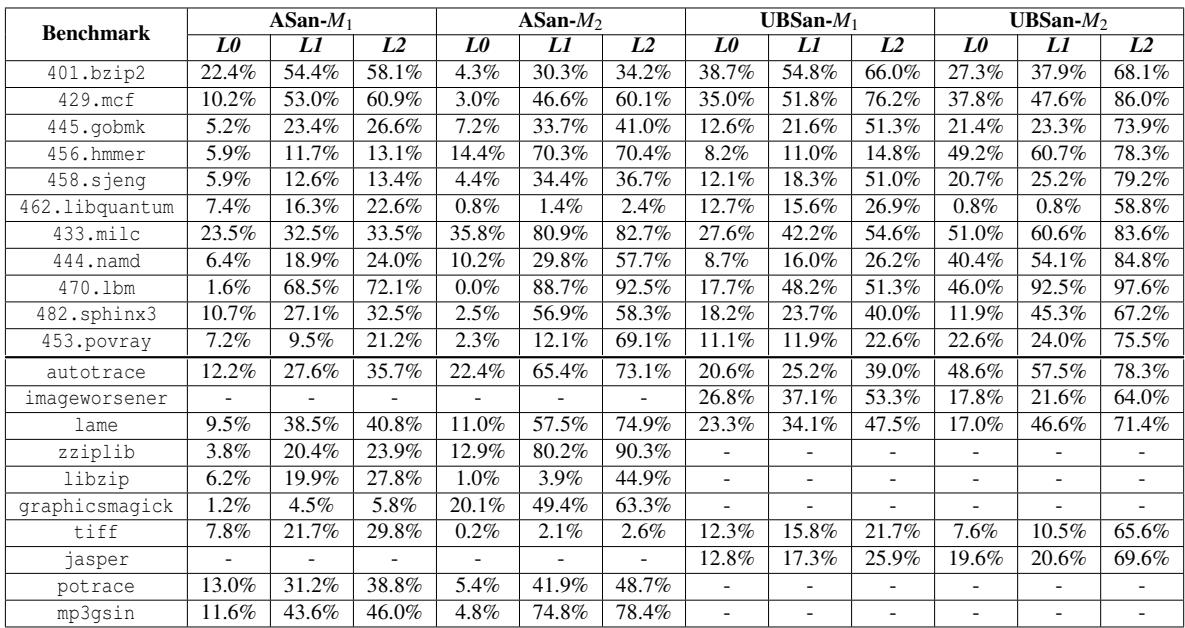 Benchmark ASan-M1 ASan-M2 UBSan-M1 UBSan-M2
L0 L1 L2 L0 L1 L2 L0 L1 L2 L0 L1 L2
401.bzip2 22.4% 54.4% 58.1% 4.3% 30.3% 34.2% 38.7% 54.8% 66.0% 27.3% 37.9% 68.1%
429.mcf 10.2% 53.0% 60.9% 3.0% 46.6% 60.1% 35.0% 51.8% 76.2% 37.8% 47.6% 86.0%
445.gobmk 5.2% 23.4% 26.6% 7.2% 33.7% 41.0% 12.6% 21.6% 51.3% 21.4% 23.3% 73.9%
456.hmmer 5.9% 11.7% 13.1% 14.4% 70.3% 70.4% 8.2% 11.0% 14.8% 49.2% 60.7% 78.3%
458.sjeng 5.9% 12.6% 13.4% 4.4% 34.4% 36.7% 12.1% 18.3% 51.0% 20.7% 25.2% 79.2%
462.libquantum 7.4% 16.3% 22.6% 0.8% 1.4% 2.4% 12.7% 15.6% 26.9% 0.8% 0.8% 58.8%
433.milc 23.5% 32.5% 33.5% 35.8% 80.9% 82.7% 27.6% 42.2% 54.6% 51.0% 60.6% 83.6%
444.namd 6.4% 18.9% 24.0% 10.2% 29.8% 57.7% 8.7% 16.0% 26.2% 40.4% 54.1% 84.8%
470.lbm 1.6% 68.5% 72.1% 0.0% 88.7% 92.5% 17.7% 48.2% 51.3% 46.0% 92.5% 97.6%
482.sphinx3 10.7% 27.1% 32.5% 2.5% 56.9% 58.3% 18.2% 23.7% 40.0% 11.9% 45.3% 67.2%
453.povray 7.2% 9.5% 21.2% 2.3% 12.1% 69.1% 11.1% 11.9% 22.6% 22.6% 24.0% 75.5%
autotrace 12.2% 27.6% 35.7% 22.4% 65.4% 73.1% 20.6% 25.2% 39.0% 48.6% 57.5% 78.3%
imageworsener - - - - - - 26.8% 37.1% 53.3% 17.8% 21.6% 64.0%
lame 9.5% 38.5% 40.8% 11.0% 57.5% 74.9% 23.3% 34.1% 47.5% 17.0% 46.6% 71.4%
zziplib 3.8% 20.4% 23.9% 12.9% 80.2% 90.3% - - - - - -
libzip 6.2% 19.9% 27.8% 1.0% 3.9% 44.9% - - - - - -
graphicsmagick 1.2% 4.5% 5.8% 20.1% 49.4% 63.3% - - - - - -
tiff 7.8% 21.7% 29.8% 0.2% 2.1% 2.6% 12.3% 15.8% 21.7% 7.6% 10.5% 65.6%
jasper - - - - - - 12.8% 17.3% 25.9% 19.6% 20.6% 69.6%
potrace 13.0% 31.2% 38.8% 5.4% 41.9% 48.7% - - - - - -
mp3gsin 11.6% 43.6% 46.0% 4.8% 74.8% 78.4% - - - - - -